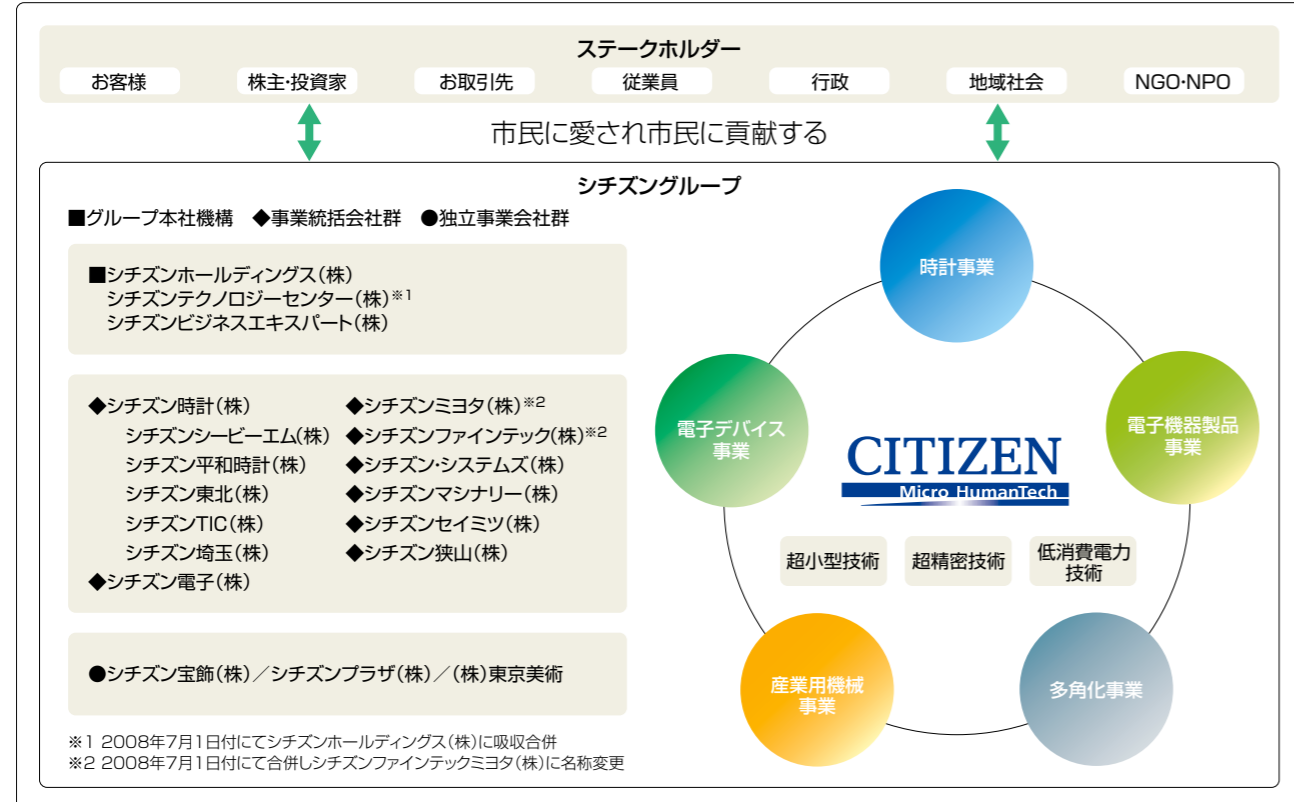 ステークホルダー
お客様
株主・投資家
お取引先
従業員
行政
地域社会
NGO・NPO
市民に愛され市民に貢献する
シチズングループ
■グループ本社機構 ◆事業統括会社群 ●独立事業会社群
■シチズンホールディングス(株)
シチズンテクノロジーセンター(株)※1
シチズンビジネスエキスパート(株)
◆シチズン時計(株)
シチズンシービーエム(株)
シチズン平和時計(株)
シチズン東北(株)
シチズンTIC(株)
シチズン埼玉(株)
◆シチズン電子(株)
◆シチズンミヨタ(株)※2
◆シチズンファインテック(株)※2
◆シチズン・システムズ(株)
◆シチズンマシナリー(株)
◆シチズンセイミツ(株)
◆シチズン狭山(株)
●シチズン宝飾(株)/シチズンプラザ(株)/(株)東京美術
※1 2008年7月1日付にてシチズンホールディングス(株)に吸収合併
※2 2008年7月1日付にて合併しシチズンファインテックミヨタ(株)に名称変更
時計事業
電子デバイス
事業
電子機器製品
事業
CITIZEN
Micro HumanTech
超小型技術
超精密技術
低消費電力
技術
産業用機械
事業
多角化事業